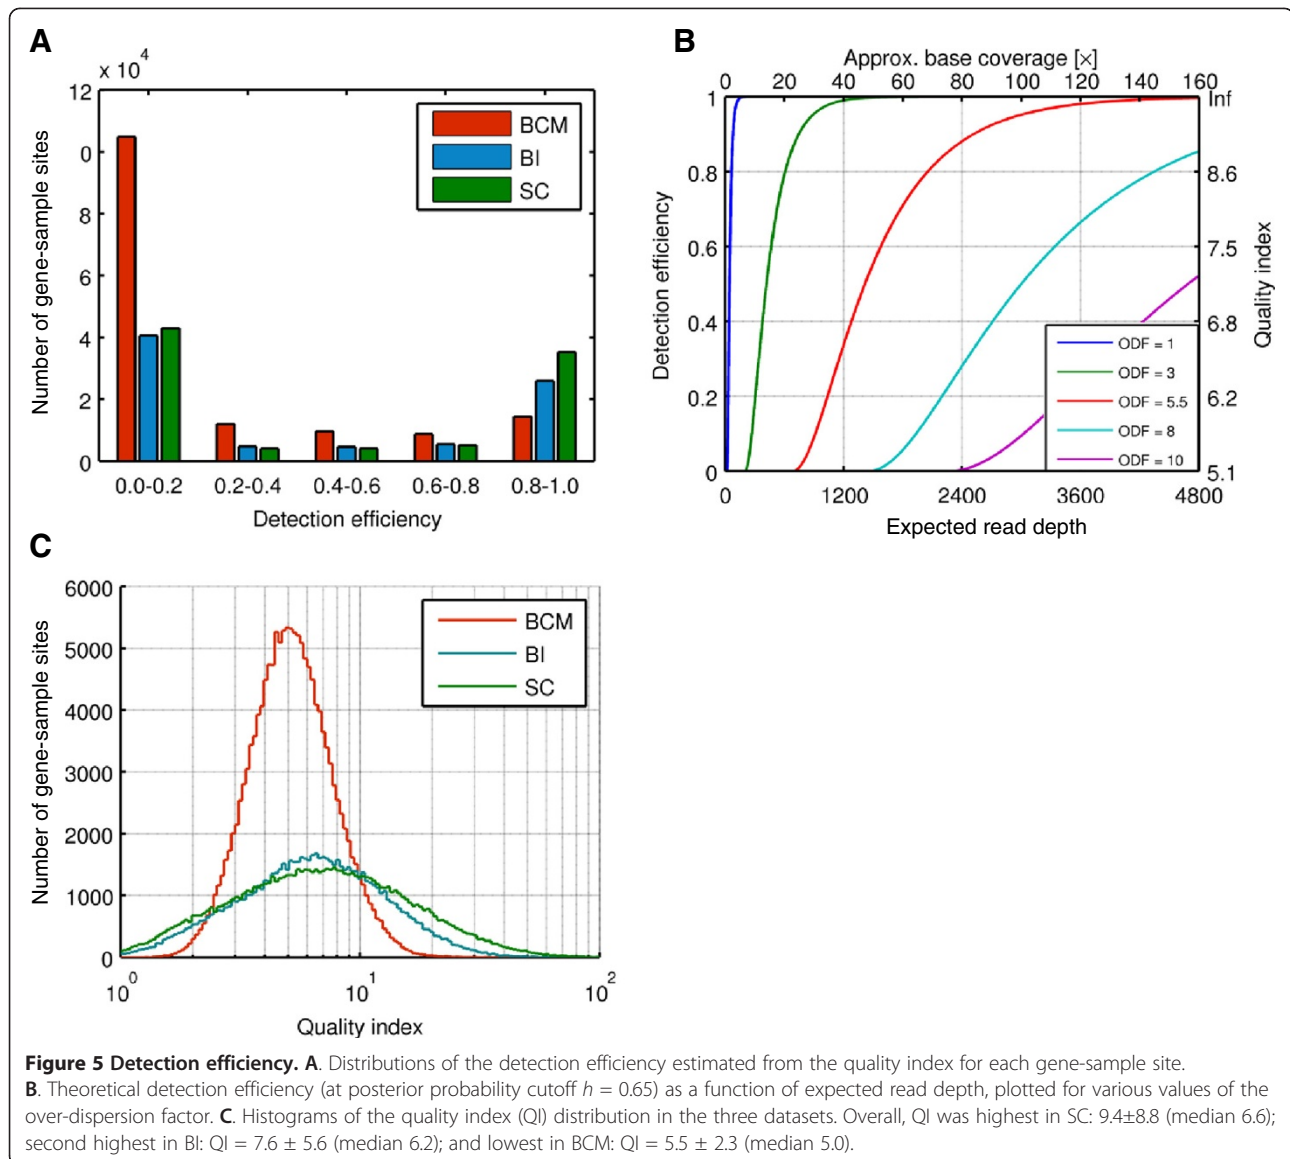 A
x 10^4
12
0
8
6
4
2
0
Number of gene-sample sites
BCM
BI
SC
0.0-0.2 0.2-0.4 0.4-0.6 0.6-0.8 0.8-1.0
Detection efficiency
B
Approx. base coverage [×]
0 20 40 60 80 100 120 140 160
1
0.8
0.6
0.4
0.2
0
Detection efficiency
Inf
8.6
7.5
6.8
6.2
5.1
Quality index
ODF = 1
ODF = 3
ODF = 5.5
ODF = 8
ODF = 10
0 1200 2400 3600 4800
Expected read depth
C
6000
5000
4000
3000
2000
1000
0
Number of gene-sample sites
BCM
BI
SC
10^0 10^1 10^2
Quality index
Figure 5 Detection efficiency. A. Distributions of the detection efficiency estimated from the quality index for each gene-sample site.
B. Theoretical detection efficiency (at posterior probability cutoff h = 0.65) as a function of expected read depth, plotted for various values of the
over-dispersion factor. C. Histograms of the quality index (QI) distribution in the three datasets. Overall, QI was highest in SC: 9.4±8.8 (median 6.6);
second highest in BI: QI = 7.6 ± 5.6 (median 6.2); and lowest in BCM: QI = 5.5 ± 2.3 (median 5.0).